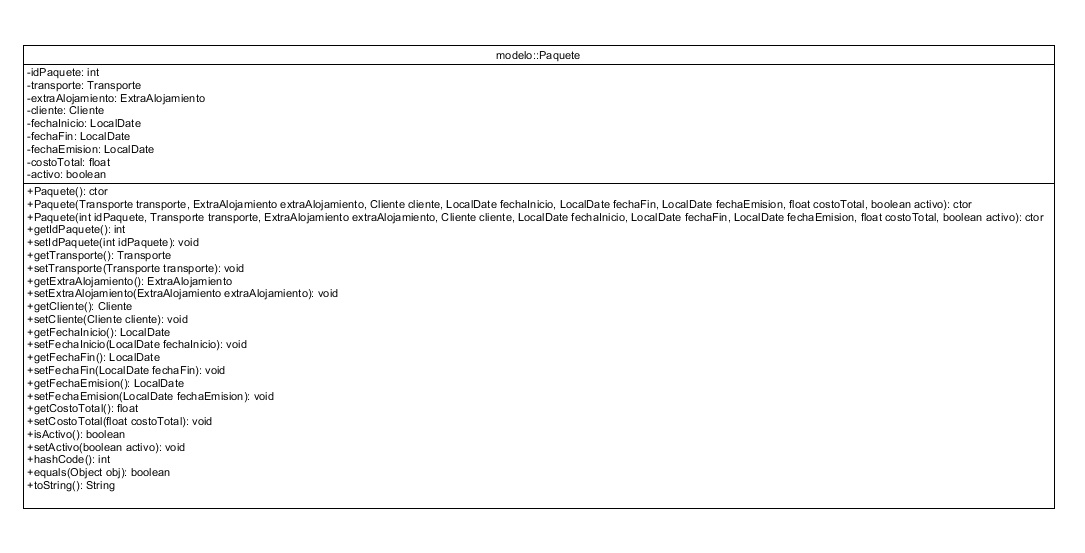 modelo::Paquete
-idPaquete: int
-transporte: Transporte
-extraAlojamiento: ExtraAlojamiento
-cliente: Cliente
-fechaInicio: LocalDate
-fechaFin: LocalDate
-fechaEmision: LocalDate
-costoTotal: float
-activo: boolean
+Paquete(): ctor
+Paquete(Transporte transporte, ExtraAlojamiento extraAlojamiento, Cliente cliente, LocalDate fechaInicio, LocalDate fechaFin, LocalDate fechaEmision, float costoTotal, boolean activo): ctor
+Paquete(int idPaquete, Transporte transporte, ExtraAlojamiento extraAlojamiento, Cliente cliente, LocalDate fechaInicio, LocalDate fechaFin, LocalDate fechaEmision, float costoTotal, boolean activo): ctor
+getIdPaquete(): int
+setIdPaquete(int idPaquete): void
+getTransporte(): Transporte
+setTransporte(Transporte transporte): void
+getExtraAlojamiento(): ExtraAlojamiento
+setExtraAlojamiento(ExtraAlojamiento extraAlojamiento): void
+getCliente(): Cliente
+setCliente(Cliente cliente): void
+getFechaInicio(): LocalDate
+setFechaInicio(LocalDate fechaInicio): void
+getFechaFin(): LocalDate
+setFechaFin(LocalDate fechaFin): void
+getFechaEmision(): LocalDate
+setFechaEmision(LocalDate fechaEmision): void
+getCostoTotal(): float
+setCostoTotal(float costoTotal): void
+isActivo(): boolean
+setActivo(boolean activo): void
+hashCode(): int
+equals(Object obj): boolean
+toString(): String